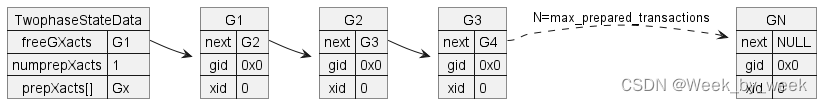 TwophaseStateData
freeGXacts G1
numprepXacts 1
prepXacts[] Gx
G1
next G2
gid 0x0
xid 0
G2
next G3
gid 0x0
xid 0
G3
next G4
gid 0x0
xid 0
N=max_prepared_transactions
GN
next NULL
gid 0x0
xid 0
CSDN @Week_by_week